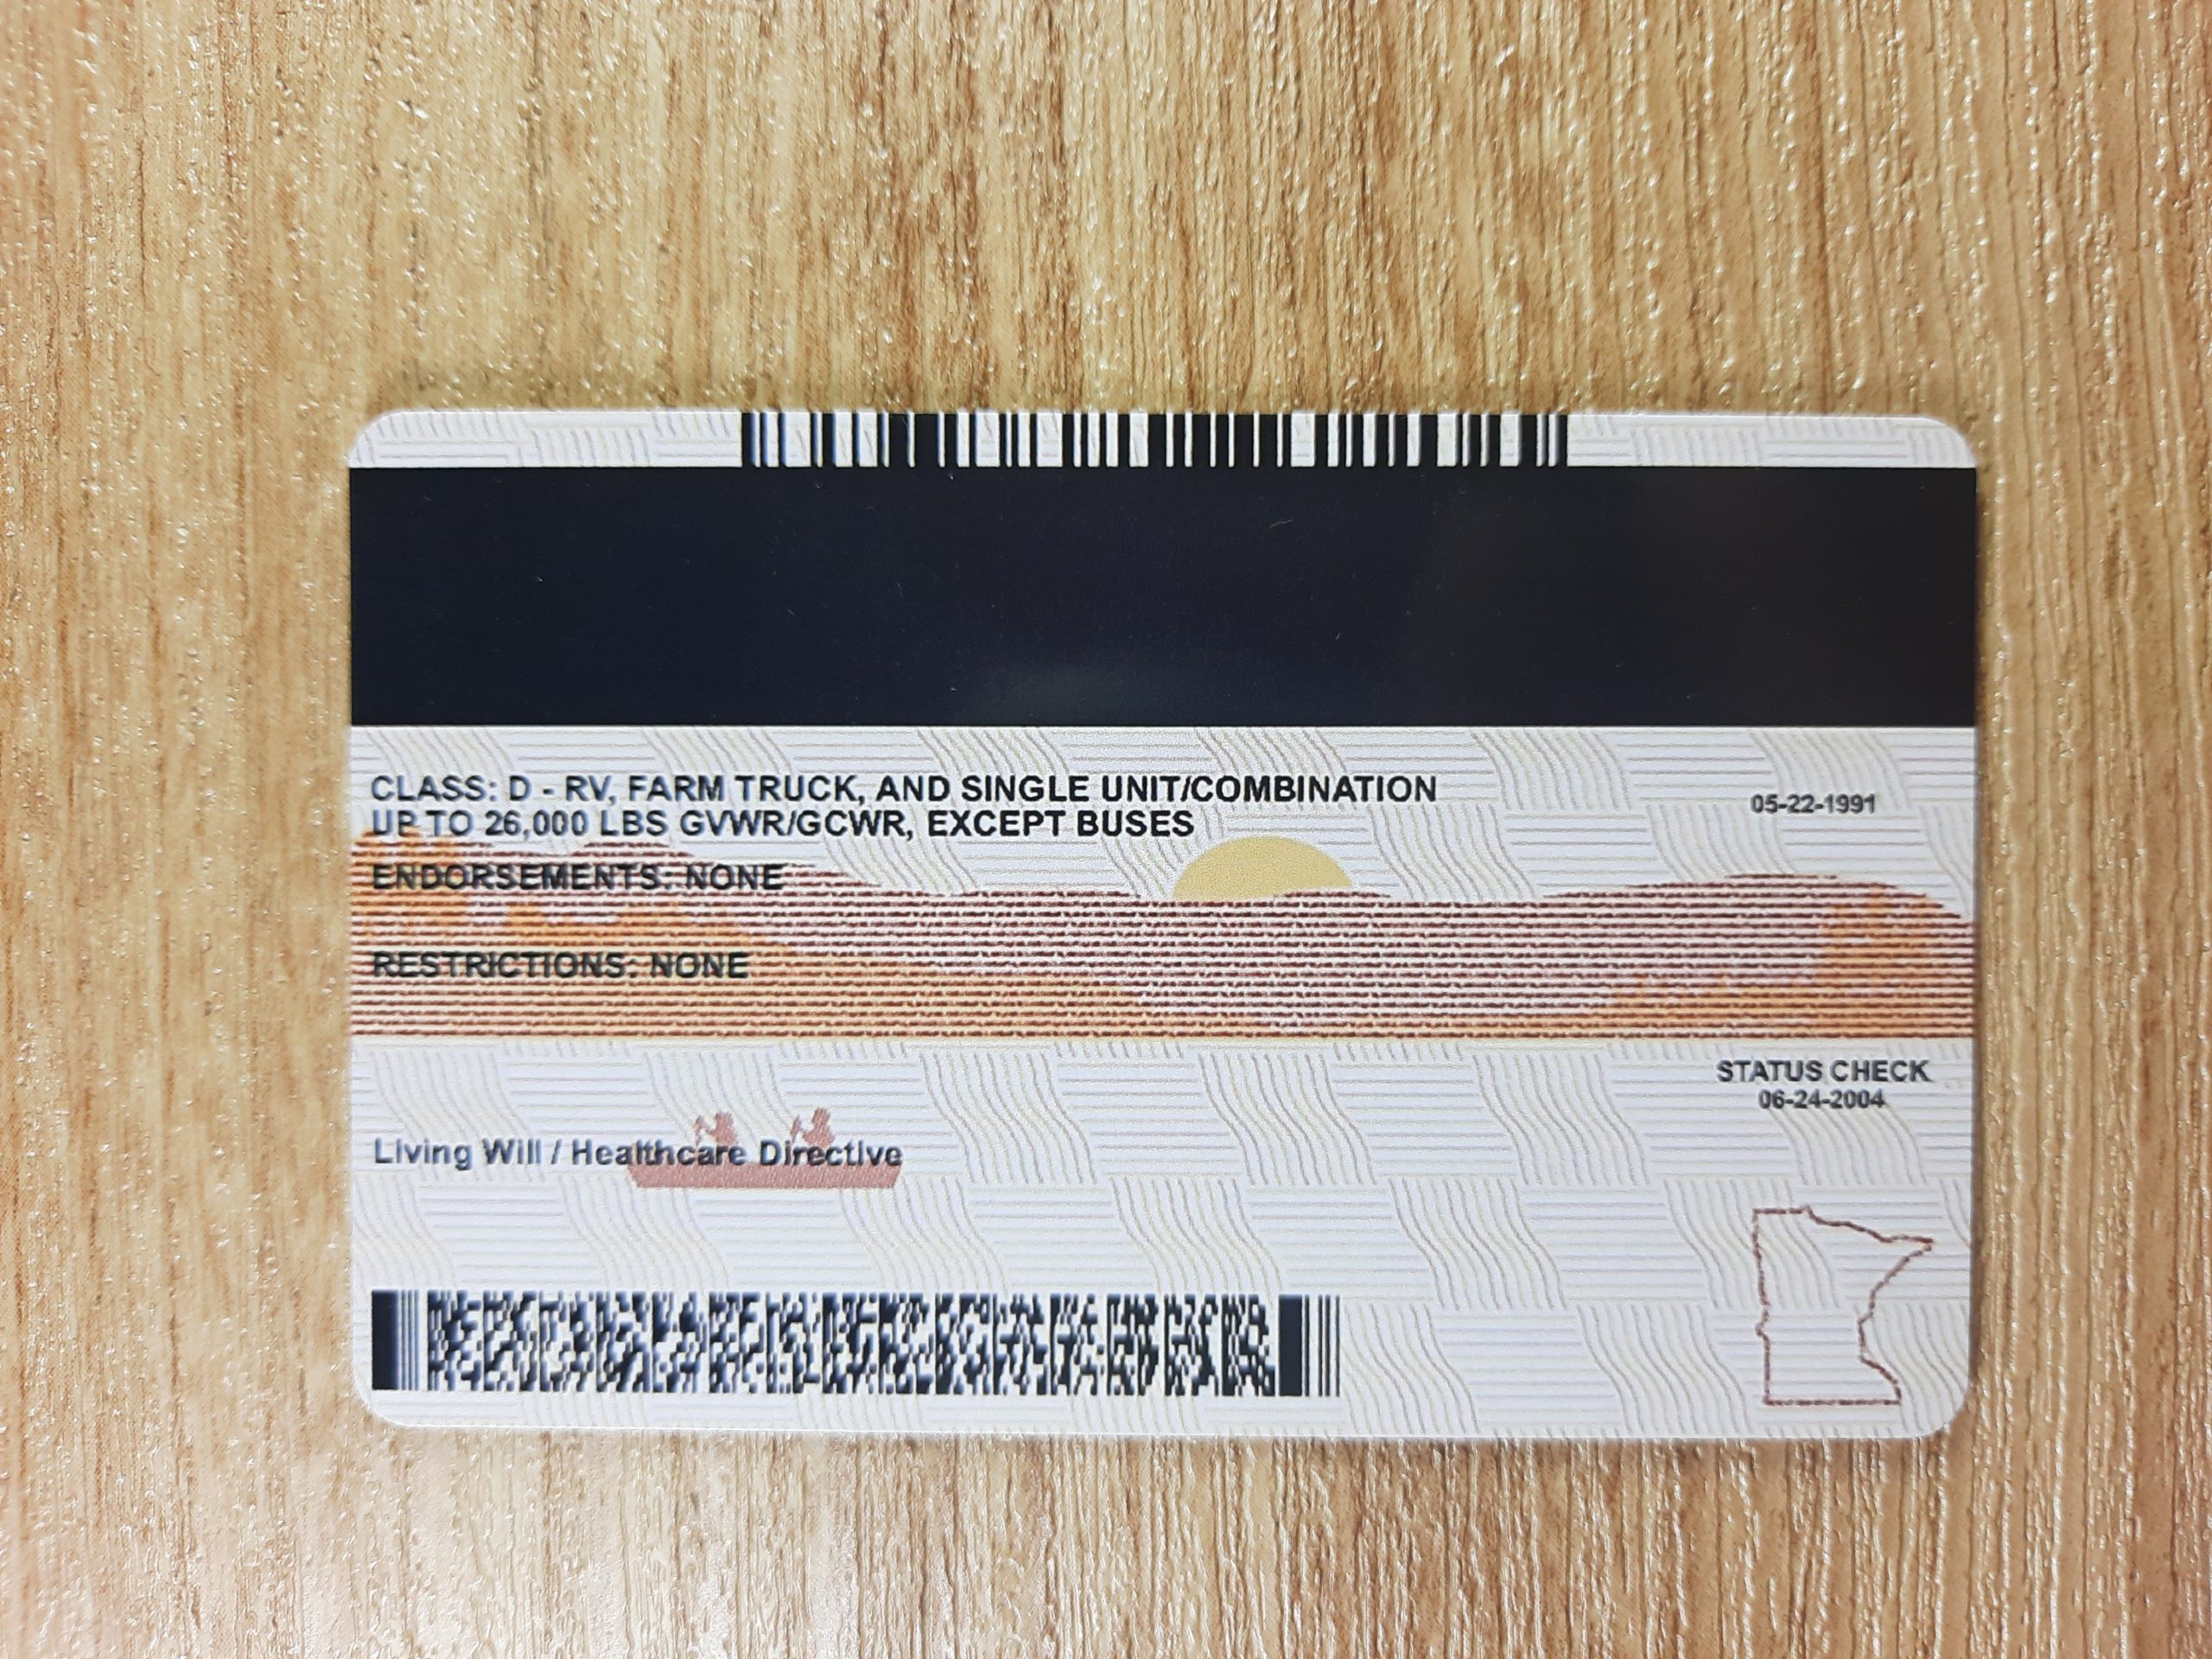 CLASS: D - RV, FARM TRUCK, AND SINGLE UNIT/COMBINATION
UP TO 26,000 LBS GVWR/GCWR, EXCEPT BUSES
05-22-1991
ENDORSEMENTS: NONE
RESTRICTIONS: NONE
STATUS CHECK
06-24-2004
Living Will / Healthcare Directive